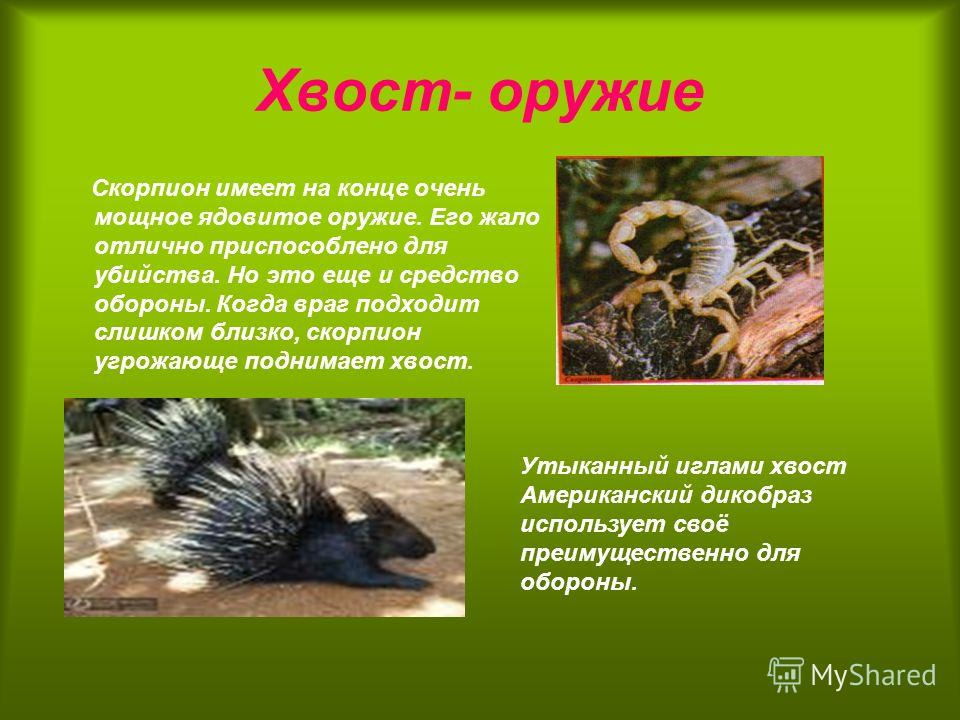 Хвост- оружие
Скорпион имеет на конце очень
мощное ядовитое оружие. Его жало
отлично приспособлено для
убийства. Но это еще и средство
обороны. Когда враг подходит
слишком близко, скорпион
угрожающе поднимает хвост.
Скорпион
Утыканный иглами хвост
Американский дикобраз
использует своё
преимущественно для
обороны.
MyShared